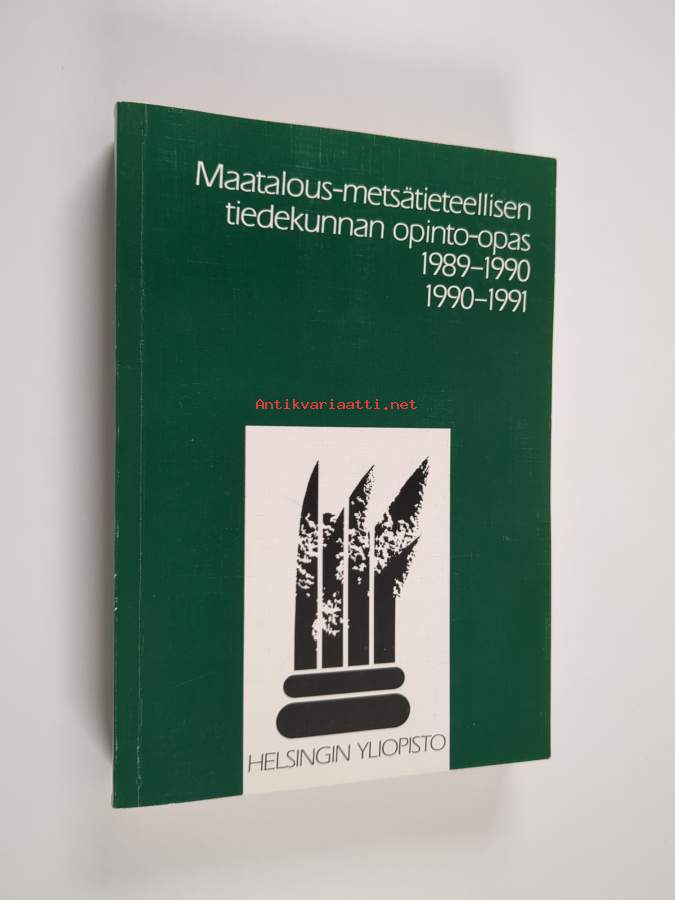 Maatalous-metsätieteellisen
tiedekunnan opinto-opas
1989–1990
1990–1991
Antikvariaatti.net
HELSINGIN YLIOPISTO